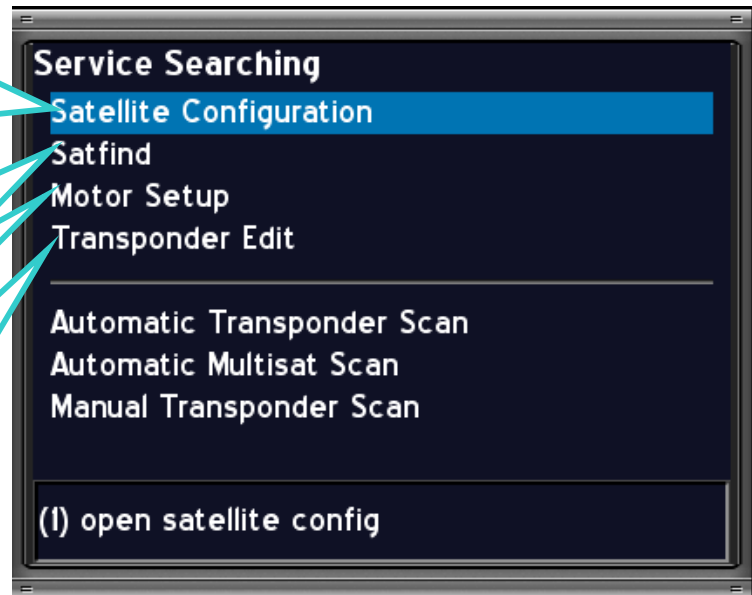 Service Searching
Satellite Configuration
Satfind
Motor Setup
Transponder Edit
Automatic Transponder Scan
Automatic Multisat Scan
Manual Transponder Scan
(1) open satellite config